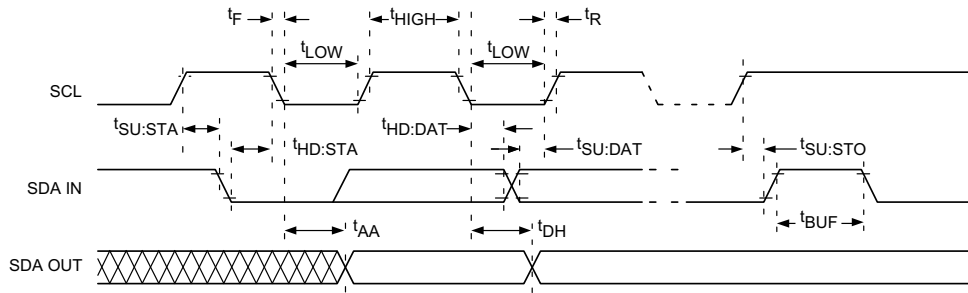 tF
tHIGH
tR
tLOW
tLOW
SCL
tSU:STA
tHD:DAT
tHD:STA
tSU:DAT
tSU:STO
SDA IN
tBUF
tAA
tDH
SDA OUT